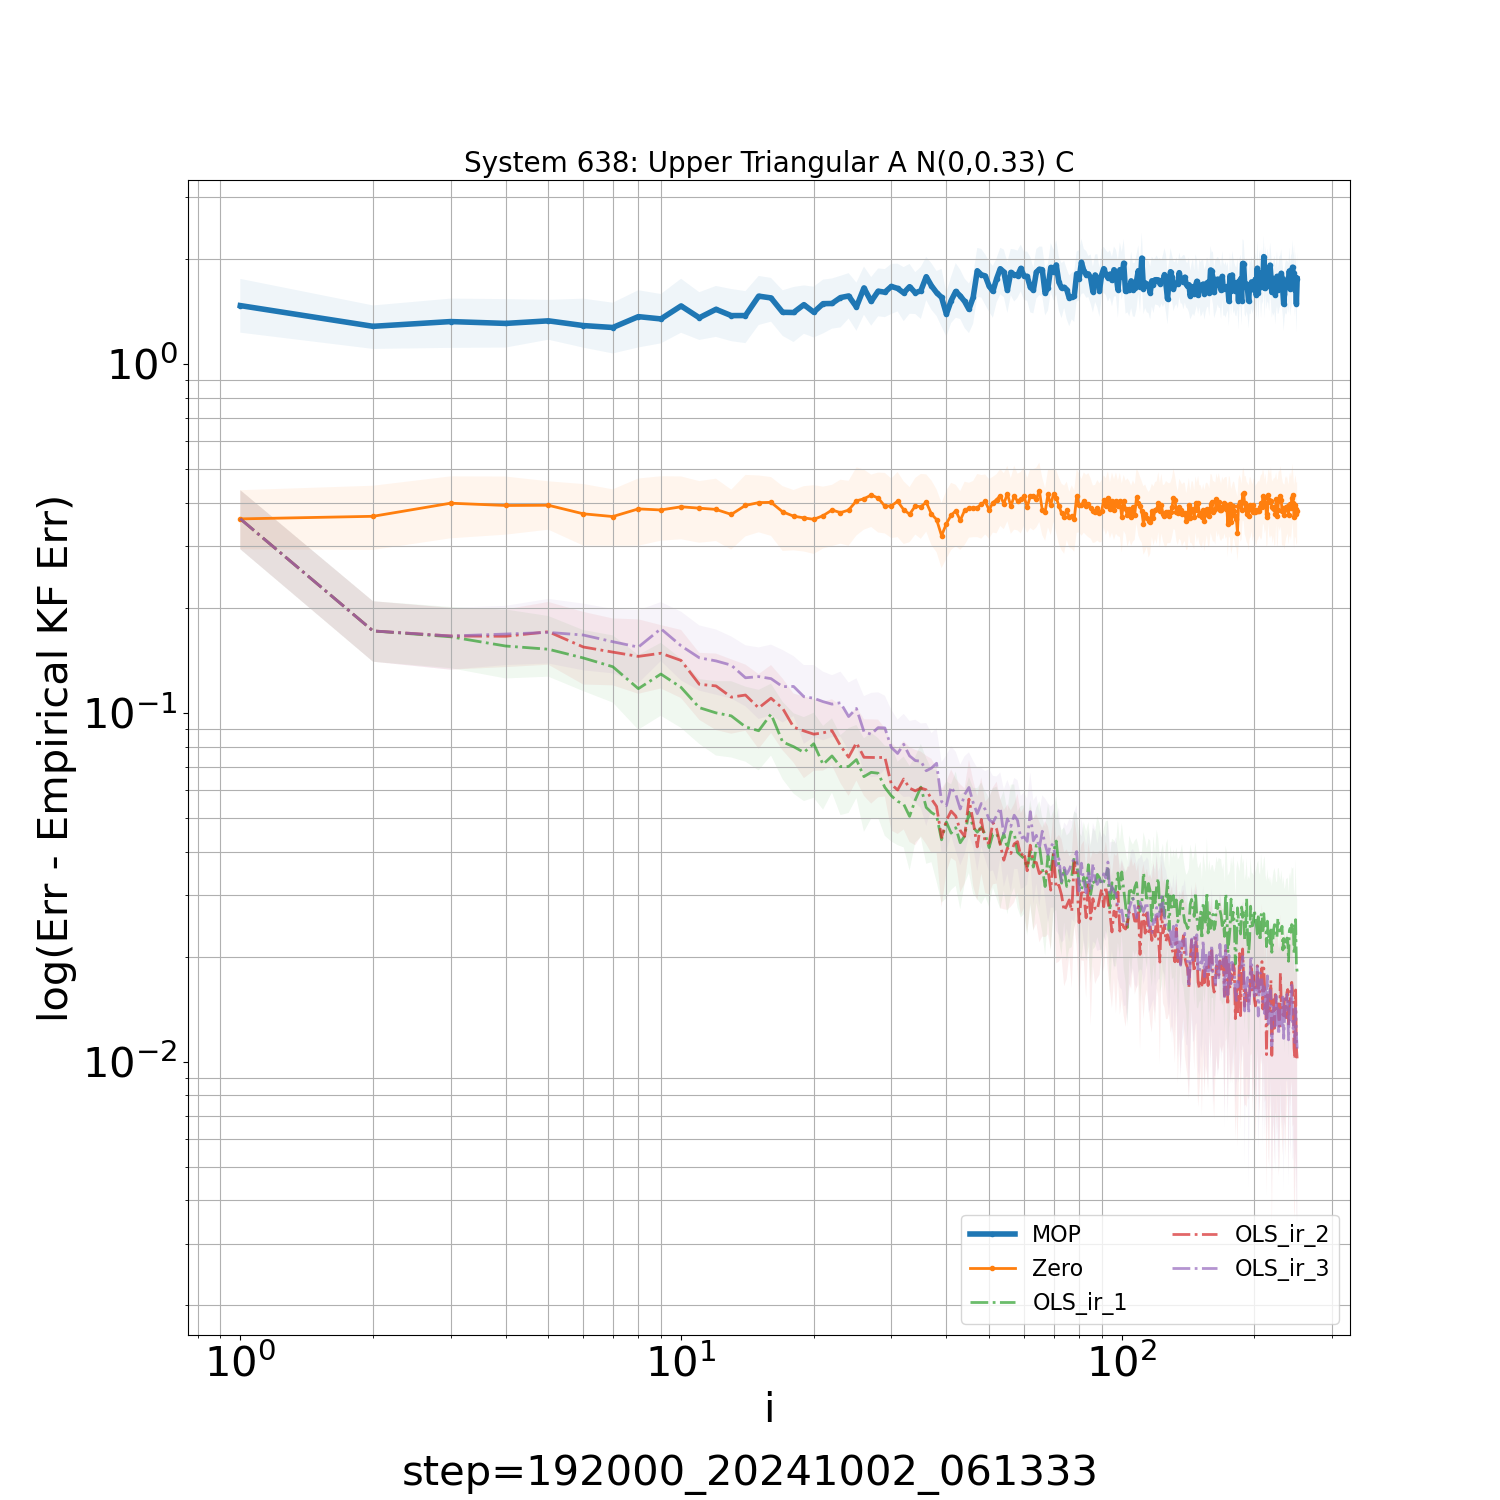 System 638: Upper Triangular A N(0,0.33) C
log(Err - Empirical KF Err)
10^0
10^-1
10^-2
MOP
Zero
OLS_ir_1
OLS_ir_2
OLS_ir_3
10^0 10^1 10^2
i
step=192000_20241002_061333